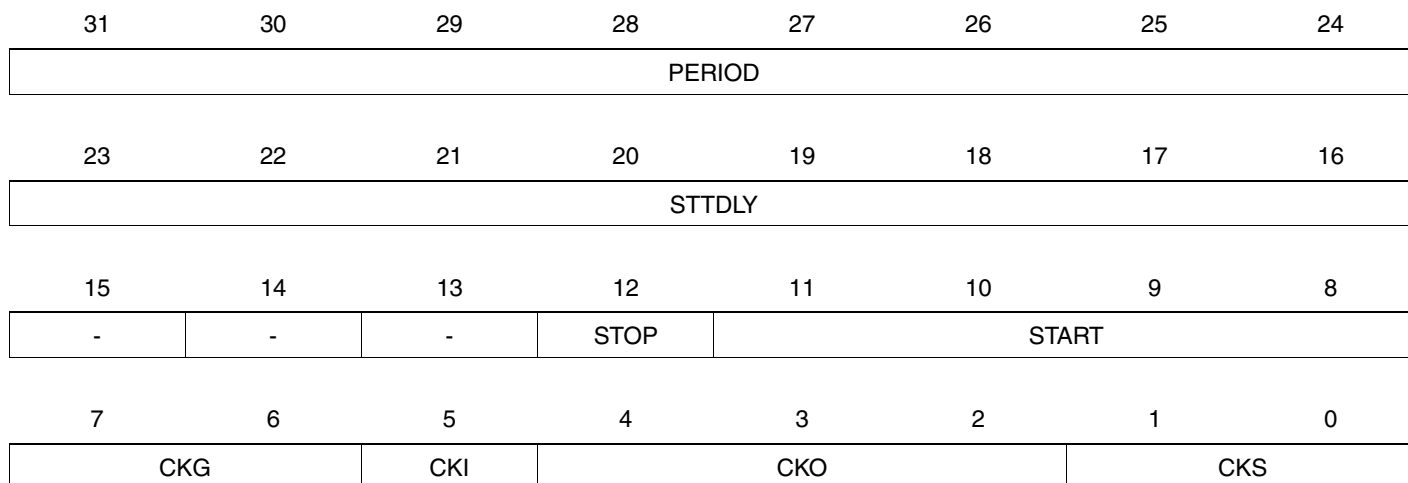 31 30 29 28 27 26 25 24
PERIOD
23 22 21 20 19 18 17 16
STTDLY
15 14 13 12 11 10 9 8
- - - STOP START
7 6 5 4 3 2 1 0
CKG CKI CKO CKS